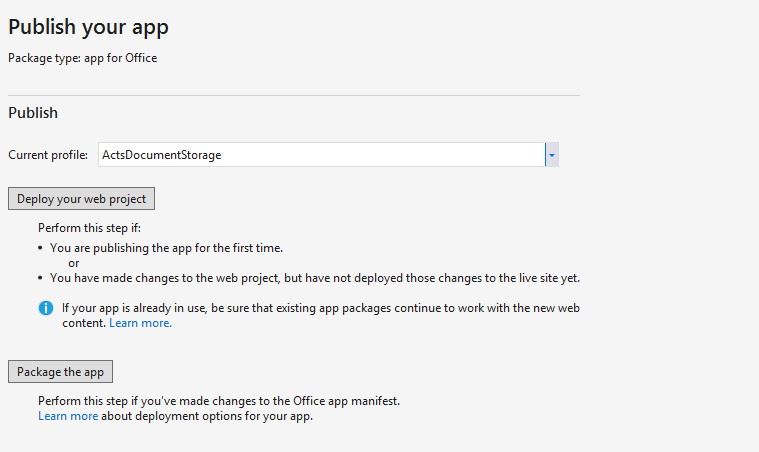 Publish your app
Package type: app for Office
Publish
Current profile: ActsDocumentStorage
Deploy your web project
Perform this step if:
• You are publishing the app for the first time.
or
• You have made changes to the web project, but have not deployed those changes to the live site yet.
If your app is already in use, be sure that existing app packages continue to work with the new web
content. Learn more.
Package the app
Perform this step if you've made changes to the Office app manifest.
Learn more about deployment options for your app.